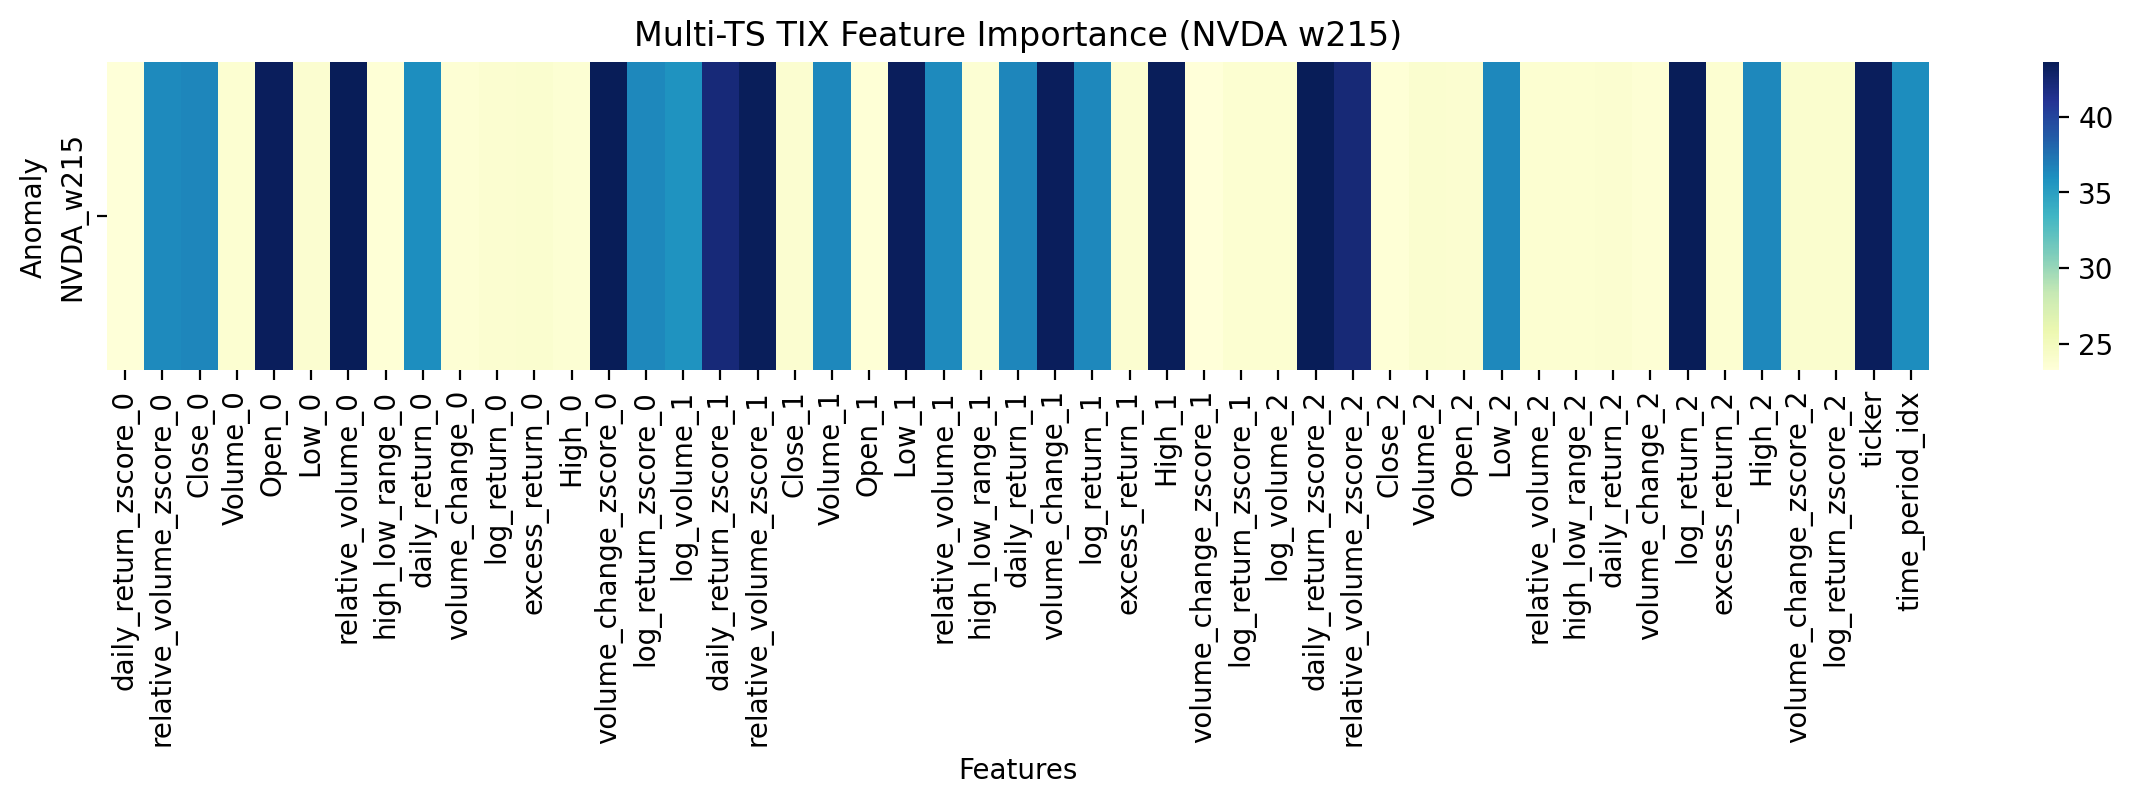 Multi-TS TIX Feature Importance (NVDA w215)
Anomaly
NVDA_w215
40
35
30
25
daily_return_zscore_0
relative_volume_zscore_0
Close_0
Volume_0
Open_0
Low_0
relative_volume_0
high_low_range_0
daily_return_0
volume_change_0
log_return_0
excess_return_0
High_0
volume_change_zscore_0
log_return_zscore_0
log_volume_1
daily_return_zscore_1
relative_volume_zscore_1
Close_1
Volume_1
Open_1
Low_1
relative_volume_1
high_low_range_1
daily_return_1
volume_change_1
log_return_1
excess_return_1
High_1
volume_change_zscore_1
log_return_zscore_1
log_volume_2
daily_return_zscore_2
relative_volume_zscore_2
Close_2
Volume_2
Open_2
Low_2
relative_volume_2
high_low_range_2
daily_return_2
volume_change_2
log_return_2
excess_return_2
High_2
volume_change_zscore_2
log_return_zscore_2
ticker
time_period_idx
Features